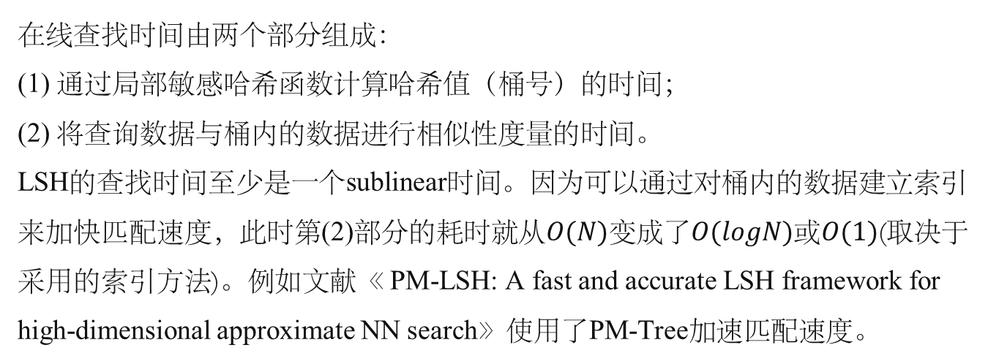 在线查找时间由两个部分组成：
(1) 通过局部敏感哈希函数计算哈希值（桶号）的时间；
(2) 将查询数据与桶内的数据进行相似性度量的时间。
LSH的查找时间至少是一个sublinear时间。因为可以通过对桶内的数据建立索引
来加快匹配速度，此时第(2)部分的耗时就从O(N)变成了O(logN)或O(1)(取决于
采用的索引方法)。例如文献《 PM-LSH: A fast and accurate LSH framework for
high-dimensional approximate NN search》使用了PM-Tree加速匹配速度。